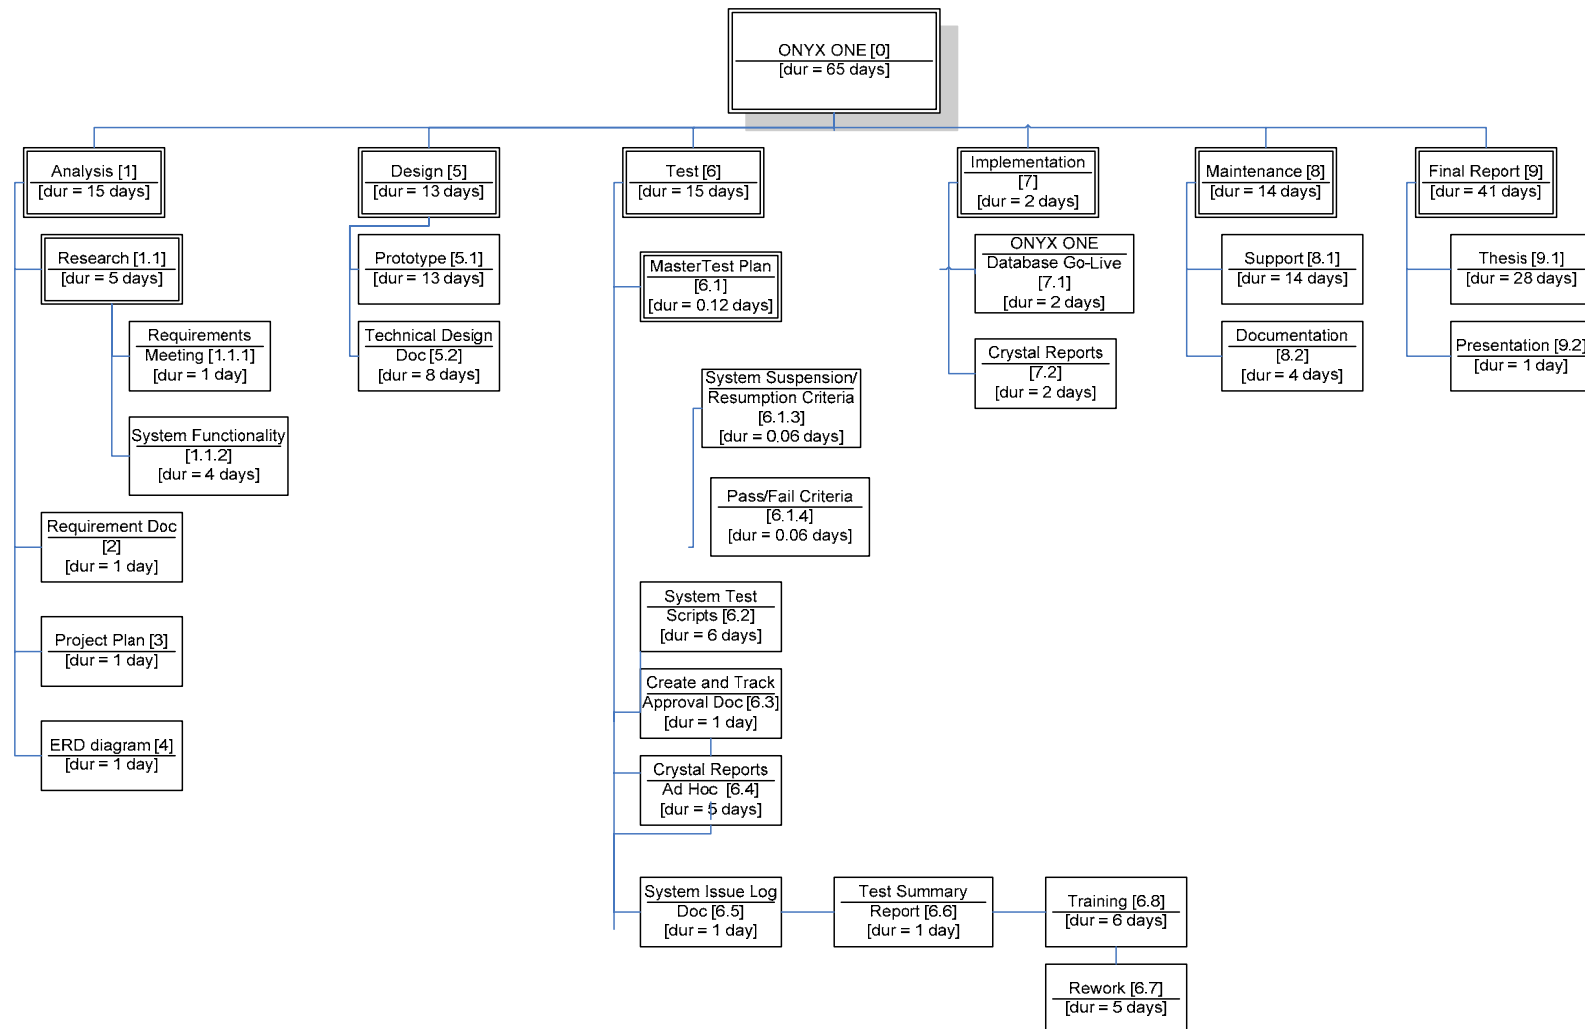 ONYX ONE [0]
[dur = 65 days]
Analysis [1]
[dur = 15 days]
Research [1.1]
[dur = 5 days]
Requirements
Meeting [1.1.1]
[dur = 1 day]
System Functionality
[1.1.2]
[dur = 4 days]
Requirement Doc
[2]
[dur = 1 day]
Project Plan [3]
[dur = 1 day]
ERD diagram [4]
[dur = 1 day]
Design [5]
[dur = 13 days]
Prototype [5.1]
[dur = 13 days]
Technical Design
Doc [5.2]
[dur = 8 days]
Test [6]
[dur = 15 days]
MasterTest Plan
[6.1]
[dur = 0.12 days]
System Suspension/
Resumption Criteria
[6.1.3]
[dur = 0.06 days]
Pass/Fail Criteria
[6.1.4]
[dur = 0.06 days]
System Test
Scripts [6.2]
[dur = 6 days]
Create and Track
Approval Doc [6.3]
[dur = 1 day]
Crystal Reports
Ad Hoc [6.4]
[dur = 5 days]
System Issue Log
Doc [6.5]
[dur = 1 day]
Test Summary
Report [6.6]
[dur = 1 day]
Training [6.8]
[dur = 6 days]
Rework [6.7]
[dur = 5 days]
Implementation
[7]
[dur = 2 days]
ONYX ONE
Database Go-Live
[7.1]
[dur = 2 days]
Crystal Reports
[7.2]
[dur = 2 days]
Maintenance [8]
[dur = 14 days]
Support [8.1]
[dur = 14 days]
Documentation
[8.2]
[dur = 4 days]
Final Report [9]
[dur = 41 days]
Thesis [9.1]
[dur = 28 days]
Presentation [9.2]
[dur = 1 day]